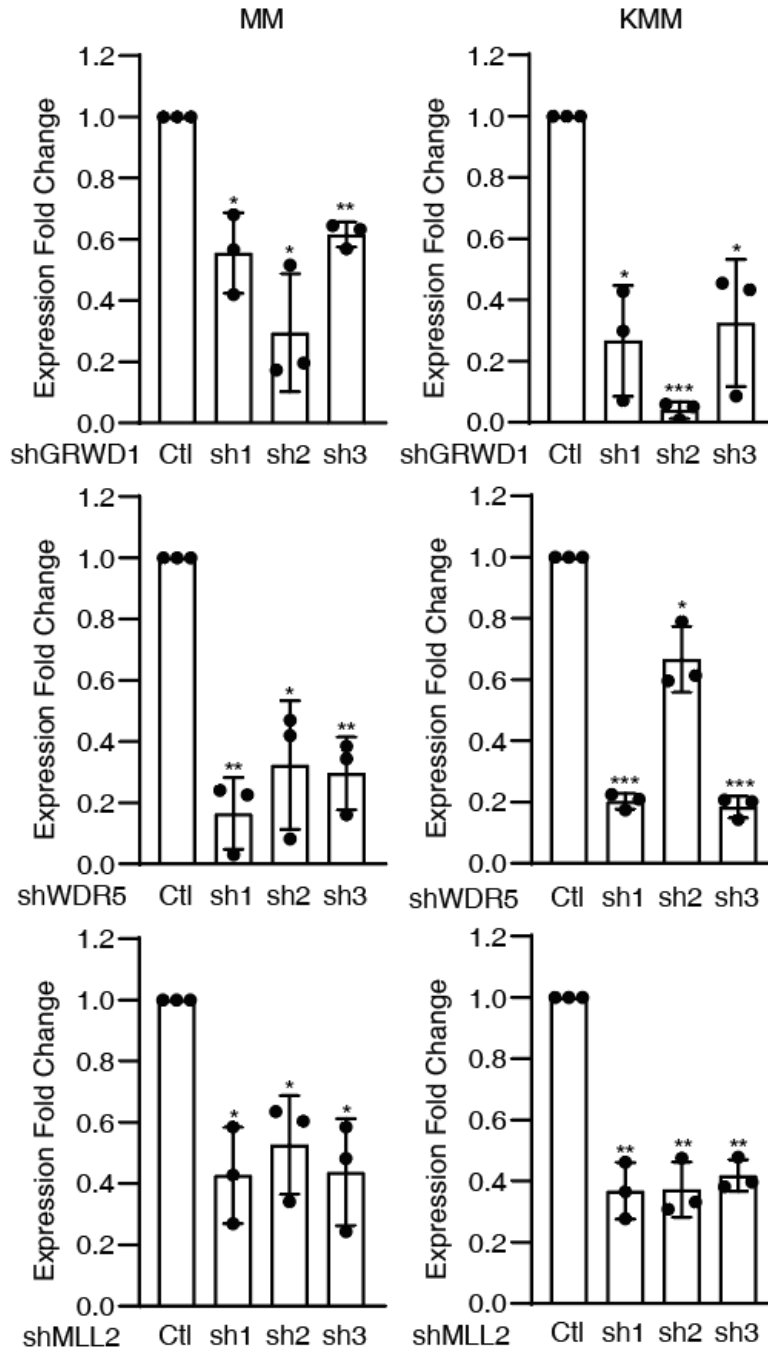 MM KMM
1.2 1.2
* * ** * *** *
1.0 1.0
0.8 0.8
0.6 0.6
0.4 0.4
0.2 0.2
0.0 0.0
Expression Fold Change Expression Fold Change
shGRWD1 Ctl sh1 sh2 sh3 shGRWD1 Ctl sh1 sh2 sh3
1.2 1.2
** * ** *** * ***
1.0 1.0
0.8 0.8
0.6 0.6
0.4 0.4
0.2 0.2
0.0 0.0
Expression Fold Change Expression Fold Change
shWDR5 Ctl sh1 sh2 sh3 shWDR5 Ctl sh1 sh2 sh3
1.2 1.2
* * * ** ** **
1.0 1.0
0.8 0.8
0.6 0.6
0.4 0.4
0.2 0.2
0.0 0.0
Expression Fold Change Expression Fold Change
shMLL2 Ctl sh1 sh2 sh3 shMLL2 Ctl sh1 sh2 sh3